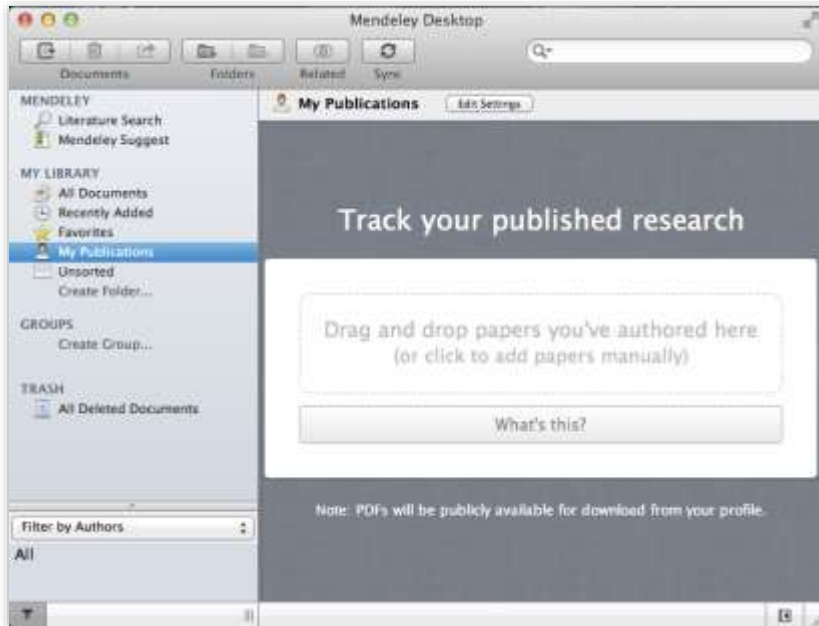 Mendeley Desktop
Documents
Folders
Related
Sync
MENDELEY
Literature Search
Mendeley Suggest
MY LIBRARY
All Documents
Recently Added
Favorites
My Publications
Unsorted
Create Folder...
GROUPS
Create Group...
TRASH
All Deleted Documents
Filter by Authors
All
My Publications
Edit Settings
Track your published research
Drag and drop papers you've authored here
(or click to add papers manually)
What's this?
Note: PDFs will be publicly available for download from your profile.